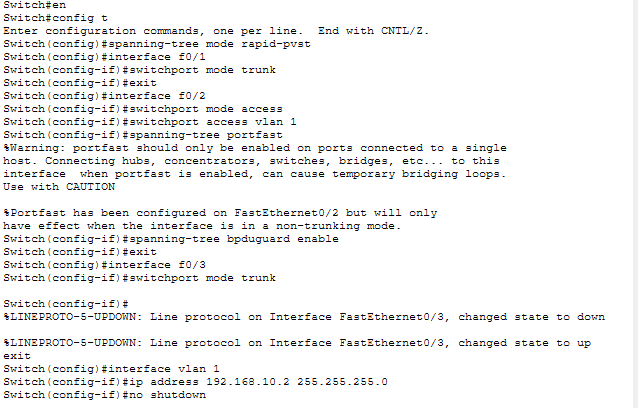 Switch#en
Switch#config t
Enter configuration commands, one per line.  End with CNTL/Z.
Switch(config)#spanning-tree mode rapid-pvst
Switch(config)#interface f0/1
Switch(config-if)#switchport mode trunk
Switch(config-if)#exit
Switch(config)#interface f0/2
Switch(config-if)#switchport mode access
Switch(config-if)#switchport access vlan 1
Switch(config-if)#spanning-tree portfast
%Warning: portfast should only be enabled on ports connected to a single
host. Connecting hubs, concentrators, switches, bridges, etc... to this
interface  when portfast is enabled, can cause temporary bridging loops.
Use with CAUTION

%Portfast has been configured on FastEthernet0/2 but will only
have effect when the interface is in a non-trunking mode.
Switch(config-if)#spanning-tree bpduguard enable
Switch(config-if)#exit
Switch(config)#interface f0/3
Switch(config-if)#switchport mode trunk

Switch(config-if)#
%LINEPROTO-5-UPDOWN: Line protocol on Interface FastEthernet0/3, changed state to down

%LINEPROTO-5-UPDOWN: Line protocol on Interface FastEthernet0/3, changed state to up
exit
Switch(config)#interface vlan 1
Switch(config-if)#ip address 192.168.10.2 255.255.255.0
Switch(config-if)#no shutdown